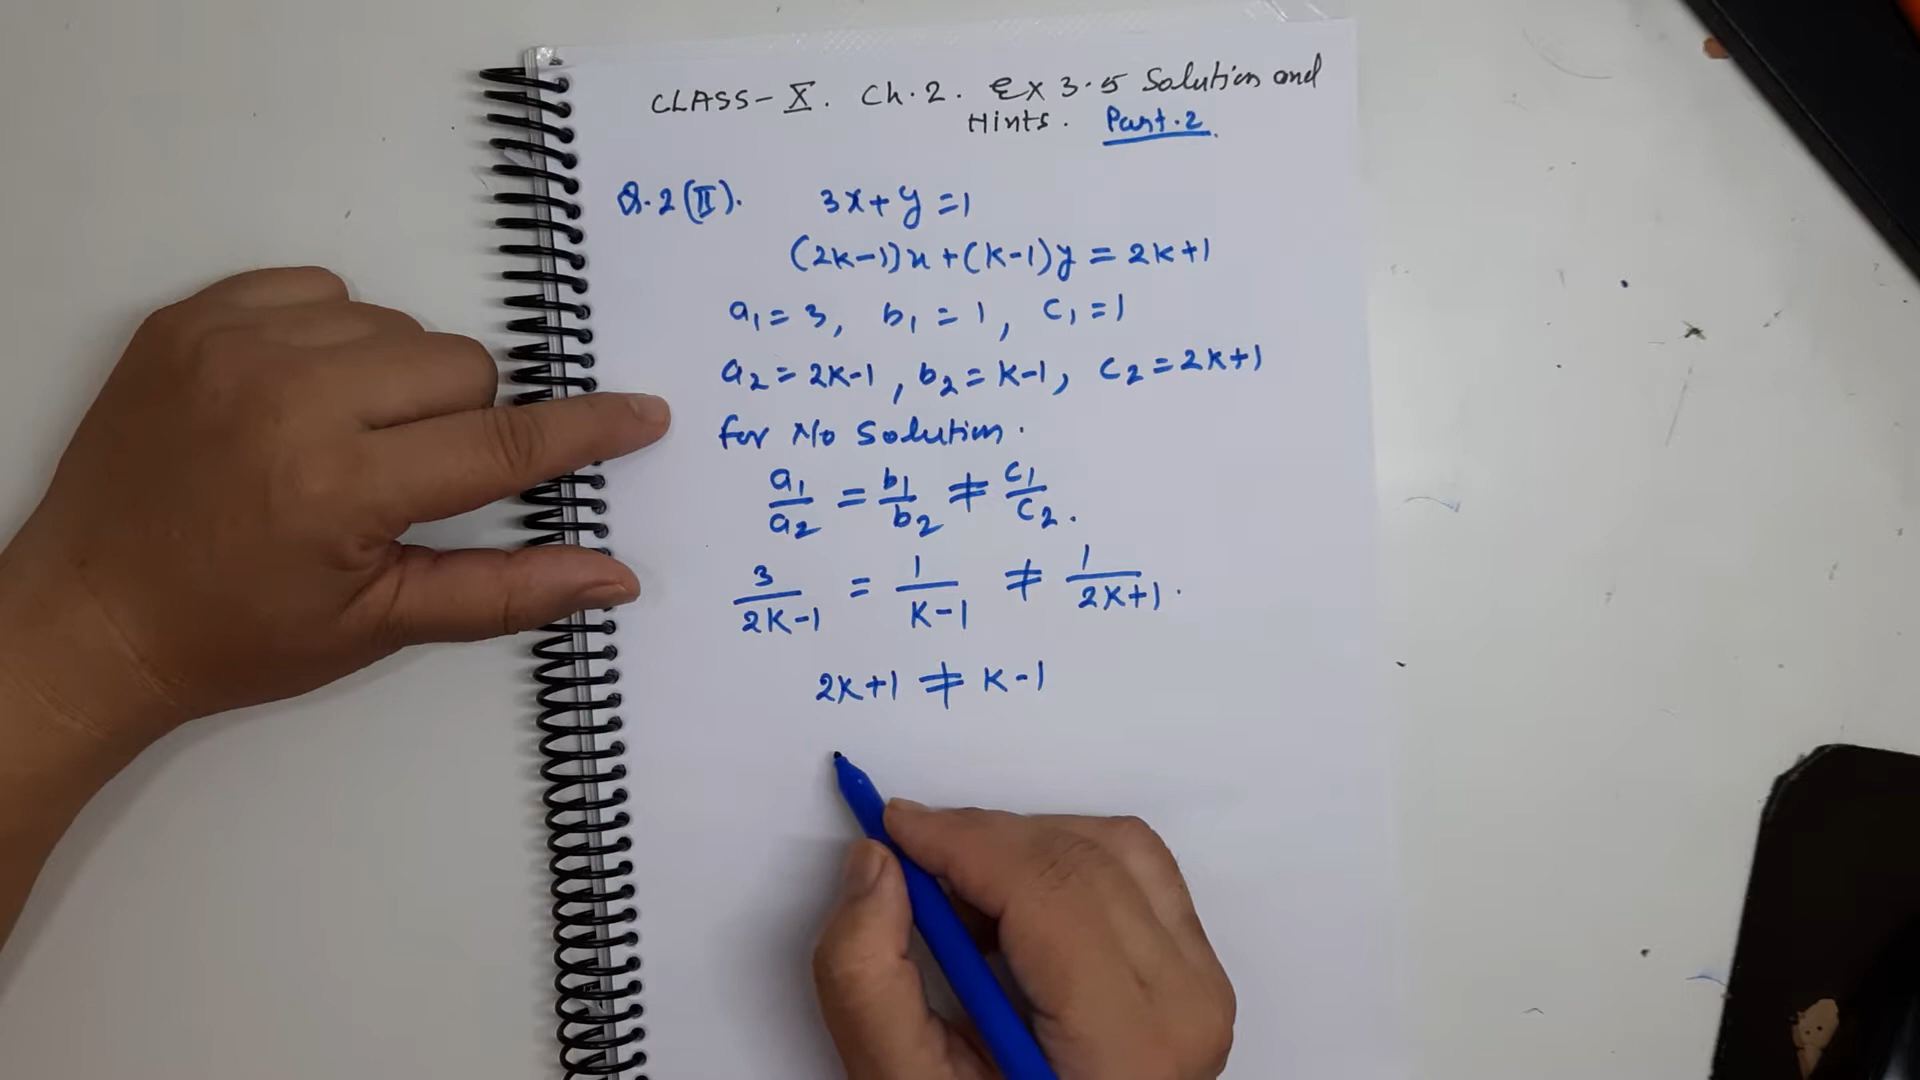 CLASS-X. Ch.2. Ex 3.5 Solution and
Hints. Part.2.
Q.2(II). 3x+y=1
(2k-1)x+(k-1)y=2k+1
a₁=3, b₁=1, c₁=1
a₂=2k-1, b₂=k-1, c₂=2k+1
for No Solution.
a₁/a₂ = b₁/b₂ ≠ c₁/c₂.
3/2k-1 = 1/k-1 ≠ 1/2k+1.
2k+1 ≠ k-1